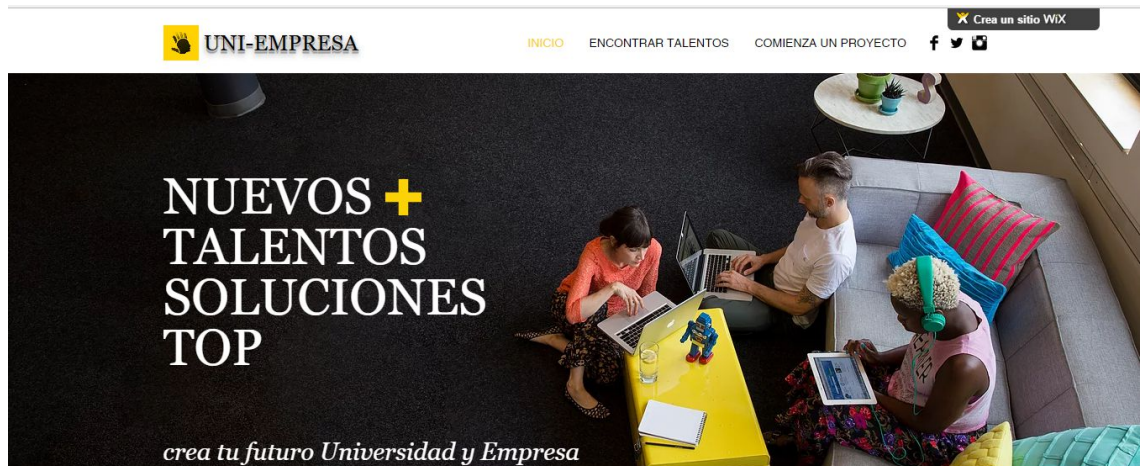 Crea un sitio WiX
UNI-EMPRESA
INICIO ENCONTRAR TALENTOS COMIENZA UN PROYECTO
NUEVOS +
TALENTOS
SOLUCIONES
TOP
crea tu futuro Universidad y Empresa